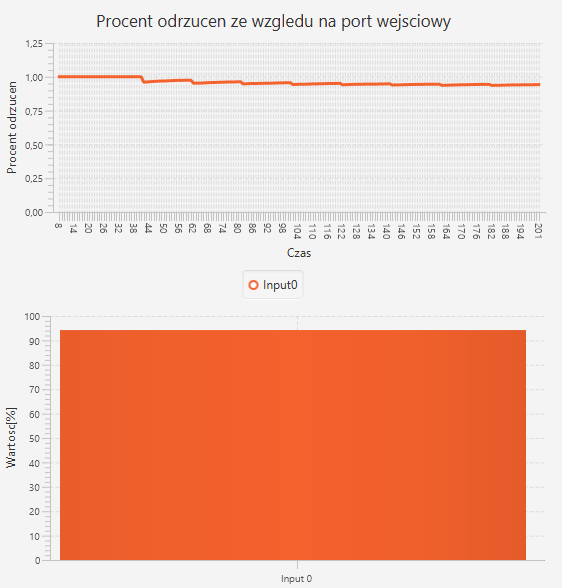 Procent odrzucen ze wzgledu na port wejsciowy
Procent odrzucen
1,25
1,00
0,75
0,50
0,25
0,00
8 14 20 26 32 38 44 50 56 62 68 74 80 86 92 98 104 110 116 122 128 134 140 146 152 158 164 170 176 182 188 194 201
Czas
Input0
Wartosc[%]
100
90
80
70
60
50
40
30
20
10
0
Input 0